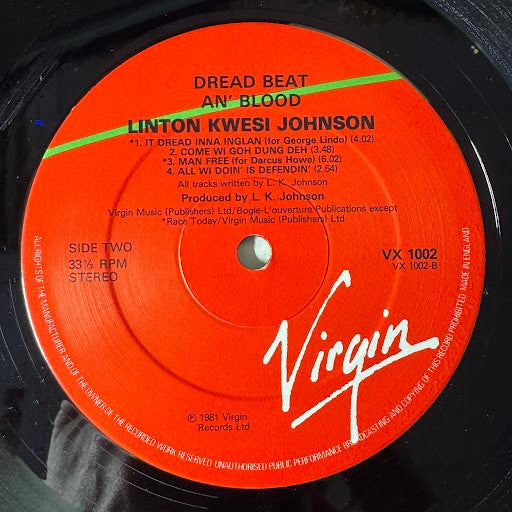 DREAD BEAT
AN' BLOOD
LINTON KWESI JOHNSON
*1. IT DREAD INNA INGLAN (for George Lindo) (4.02)
2. COME WI GOH DUNG DEH (3.48)
*3. MAN FREE (for Darcus Howe) (6.02)
4. ALL WI DOIN' IS DEFENDIN' (2.54)
All tracks written by L. K. Johnson
Produced by L. K. Johnson
Virgin Music (Publishers) Ltd/Bogle-L'ouverture Publications except
*Race Today/Virgin Music (Publishers) Ltd
SIDE TWO
33⅓ RPM
STEREO
VX 1002
VX 1002-B
Virgin
℗ 1981 Virgin
Records Ltd
ALL RIGHTS OF THE MANUFACTURER AND OF THE OWNER OF THE RECORDED WORK RESERVED. UNAUTHORISED PUBLIC PERFORMANCE BROADCASTING AND COPYING OF THIS RECORD PROHIBITED. MADE IN ENGLAND